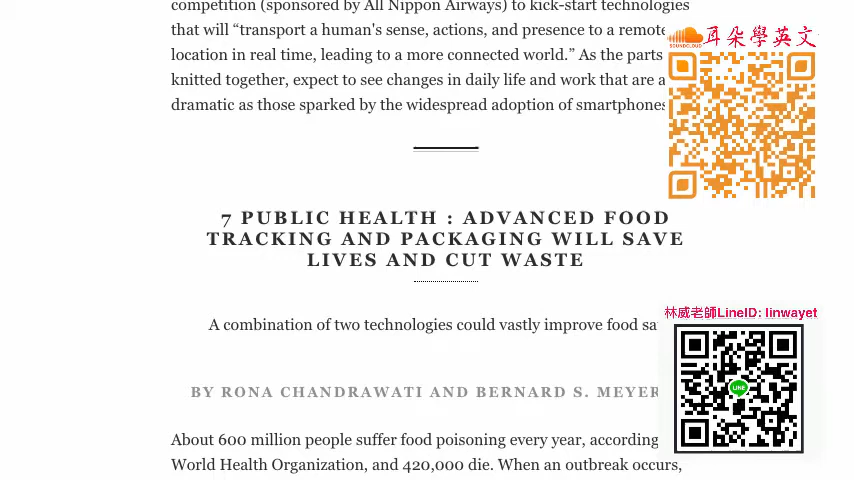 competition (sponsored by All Nippon Airways) to kick-start technologies
that will “transport a human's sense, actions, and presence to a remote
location in real time, leading to a more connected world.” As the parts
knitted together, expect to see changes in daily life and work that are a
dramatic as those sparked by the widespread adoption of smartphones
SOUNDCLOUD
耳朵學英文
7 PUBLIC HEALTH : ADVANCED FOOD
TRACKING AND PACKAGING WILL SAVE
LIVES AND CUT WASTE
林威老師LineID: linwayet
A combination of two technologies could vastly improve food sa
LINE
BY RONA CHANDRAWATI AND BERNARD S. MEYER
About 600 million people suffer food poisoning every year, according
World Health Organization, and 420,000 die. When an outbreak occurs,